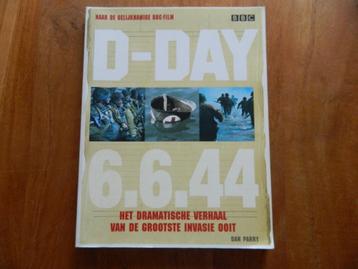 NAAR DE GELIJKNAMIGE BBC-FILM
BBC
D-DAY
6.6.44
HET DRAMATISCHE VERHAAL
VAN DE GROOTSTE INVASIE OOIT
DAN PARRY